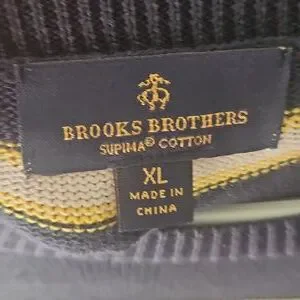 BROOKS BROTHERS
SUPIMA® COTTON
XL
MADE IN
CHINA